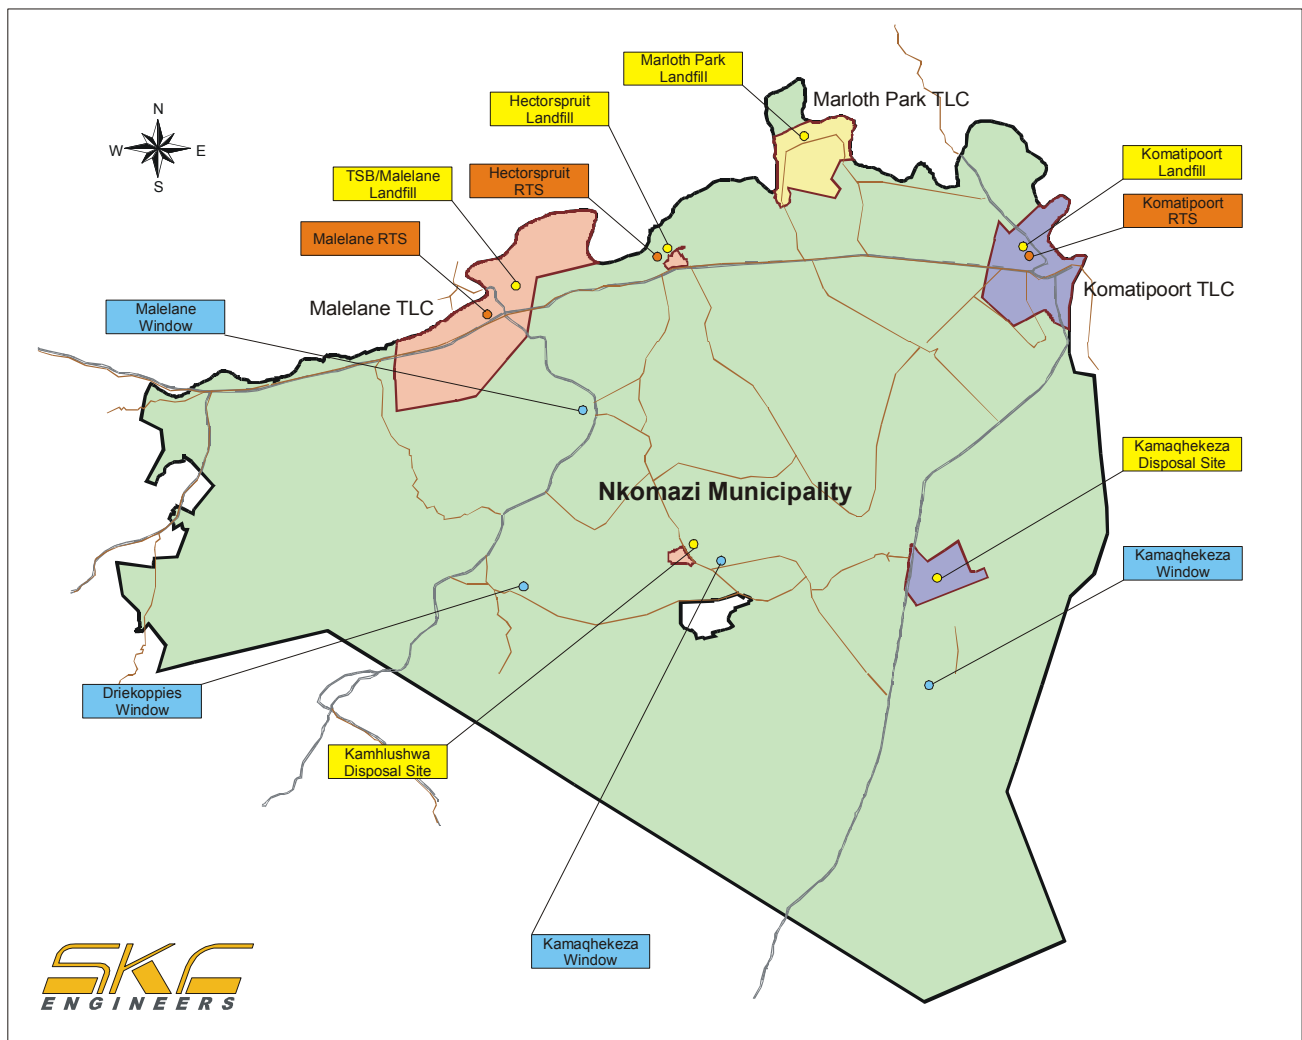 Marloth Park
Landfill
Marloth Park TLC
Hectorspruit
Landfill
N
W
E
S
TSB/Malelane
Landfill
Hectorspruit
RTS
Komatipoort
Landfill
Komatipoort
RTS
Malelane RTS
Malelane TLC
Malelane
Window
Komatipoort TLC
Kamaqhekeza
Disposal Site
Nkomazi Municipality
Kamaqhekeza
Window
Driekoppies
Window
Kamhlushwa
Disposal Site
Kamaqhekeza
Window
SKC
ENGINEERS